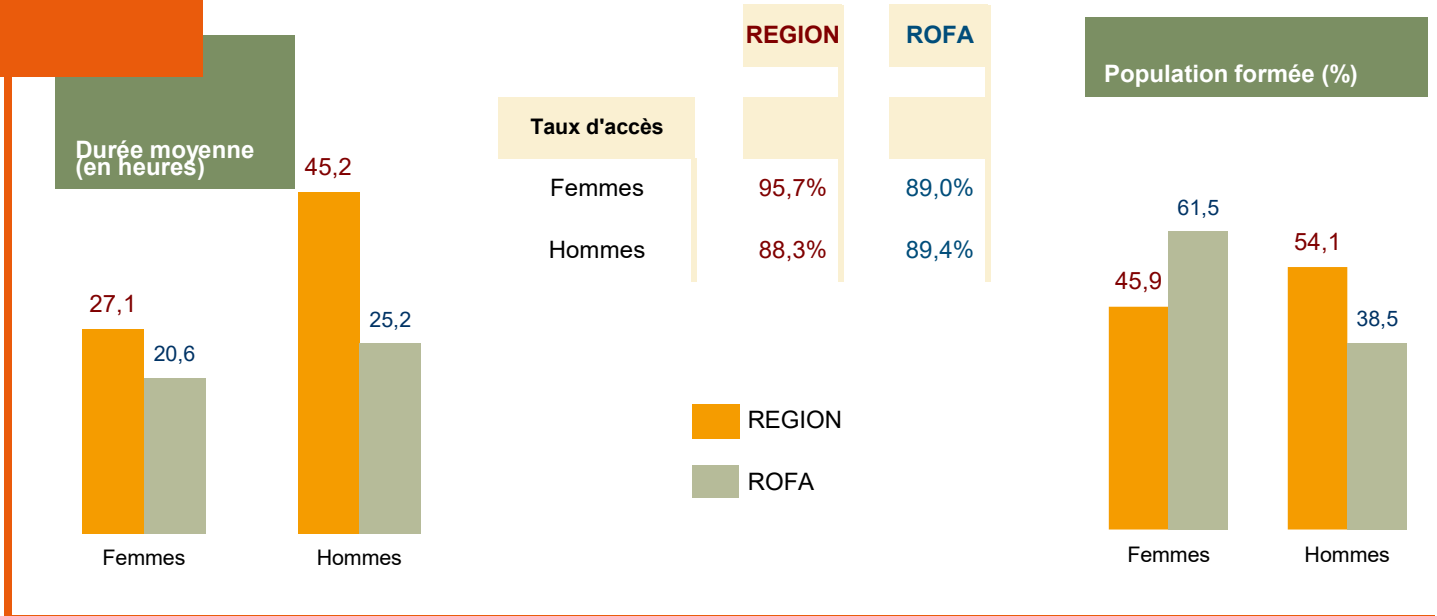 Durée moyenne
(en heures)
45,2
27,1
25,2
20,6
Femmes Hommes
REGION ROFA
Taux d'accès
Femmes 95,7% 89,0%
Hommes 88,3% 89,4%
REGION
ROFA
Population formée (%)
61,5
54,1
45,9
38,5
Femmes Hommes